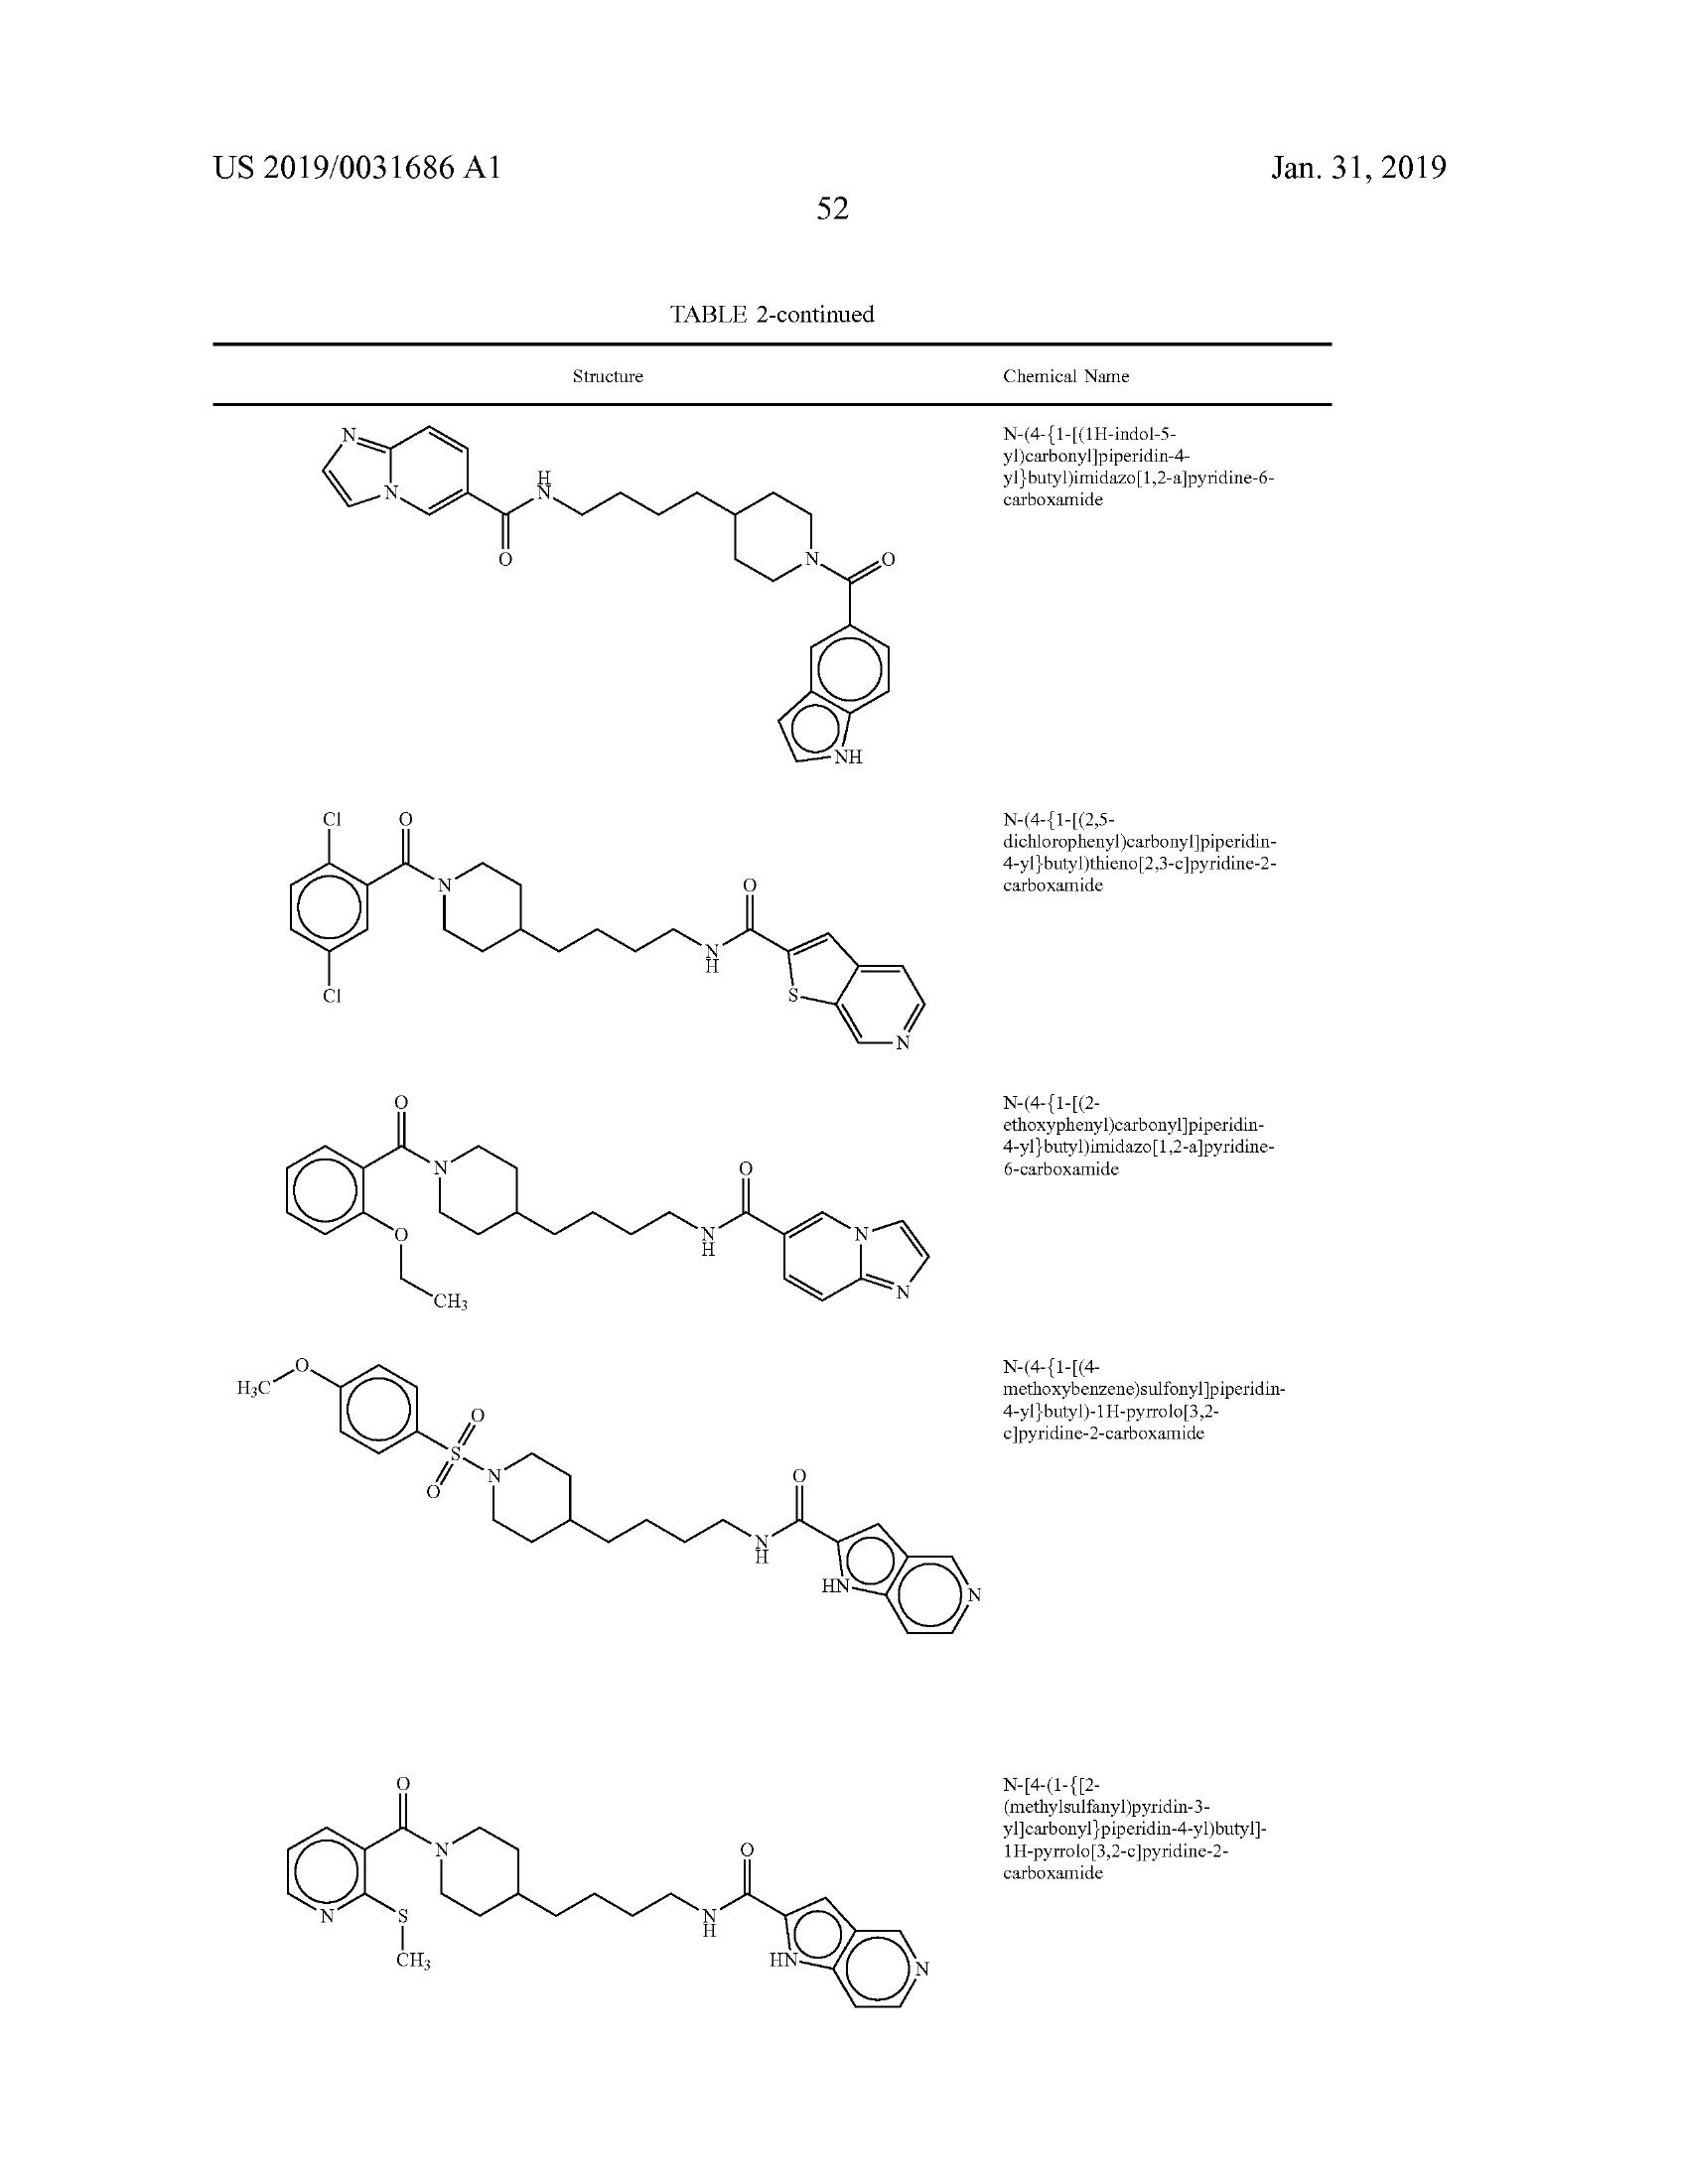 US 2019/0031686 A1
Jan. 31, 2019
52
TABLE 2-continued
Structure
Chemical Name
N
N
H
N
O
N
O
NH
N-(4-{1-[(1H-indol-5-
yl)carbonyl]piperidin-4-
yl}butyl)imidazo[1,2-a]pyridine-6-
carboxamide
Cl
O
N
O
N
H
Cl
S
N
N-(4-{1-[(2,5-
dichlorophenyl)carbonyl]piperidin-
4-yl}butyl)thieno[2,3-c]pyridine-2-
carboxamide
O
N
O
N
H
N
O
N
CH3
N-(4-{1-[(2-
ethoxyphenyl)carbonyl]piperidin-
4-yl}butyl)imidazo[1,2-a]pyridine-
6-carboxamide
O
H3C
O
S
O
N
O
N
H
HN
N
N-(4-{1-[(4-
methoxybenzene)sulfonyl]piperidin-
4-yl}butyl)-1H-pyrrolo[3,2-
c]pyridine-2-carboxamide
O
N
O
N
S
N
H
CH3
HN
N
N-[4-(1-{[2-
(methylsulfanyl)pyridin-3-
yl]carbonyl}piperidin-4-yl)butyl]-
1H-pyrrolo[3,2-c]pyridine-2-
carboxamide